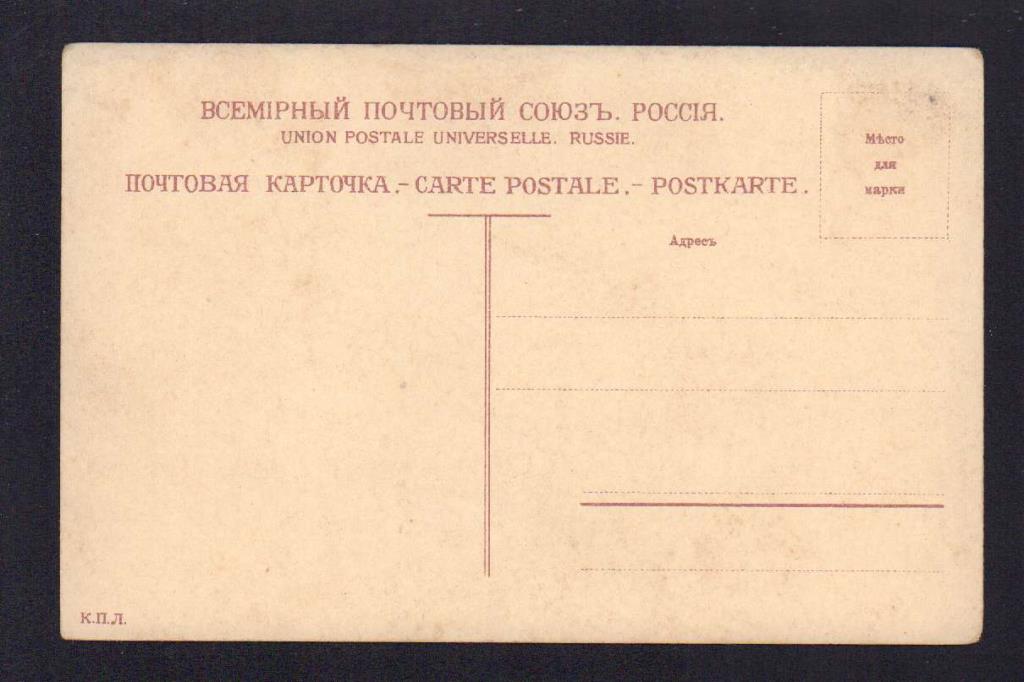 ВСЕМІРНЫЙ ПОЧТОВЫЙ СОЮЗЪ. РОССІЯ.
UNION POSTALE UNIVERSELLE. RUSSIE.
ПОЧТОВАЯ КАРТОЧКА.- CARTE POSTALE.- POSTKARTE.
Мѣсто
для
марки
Адресъ
К.П.Л.